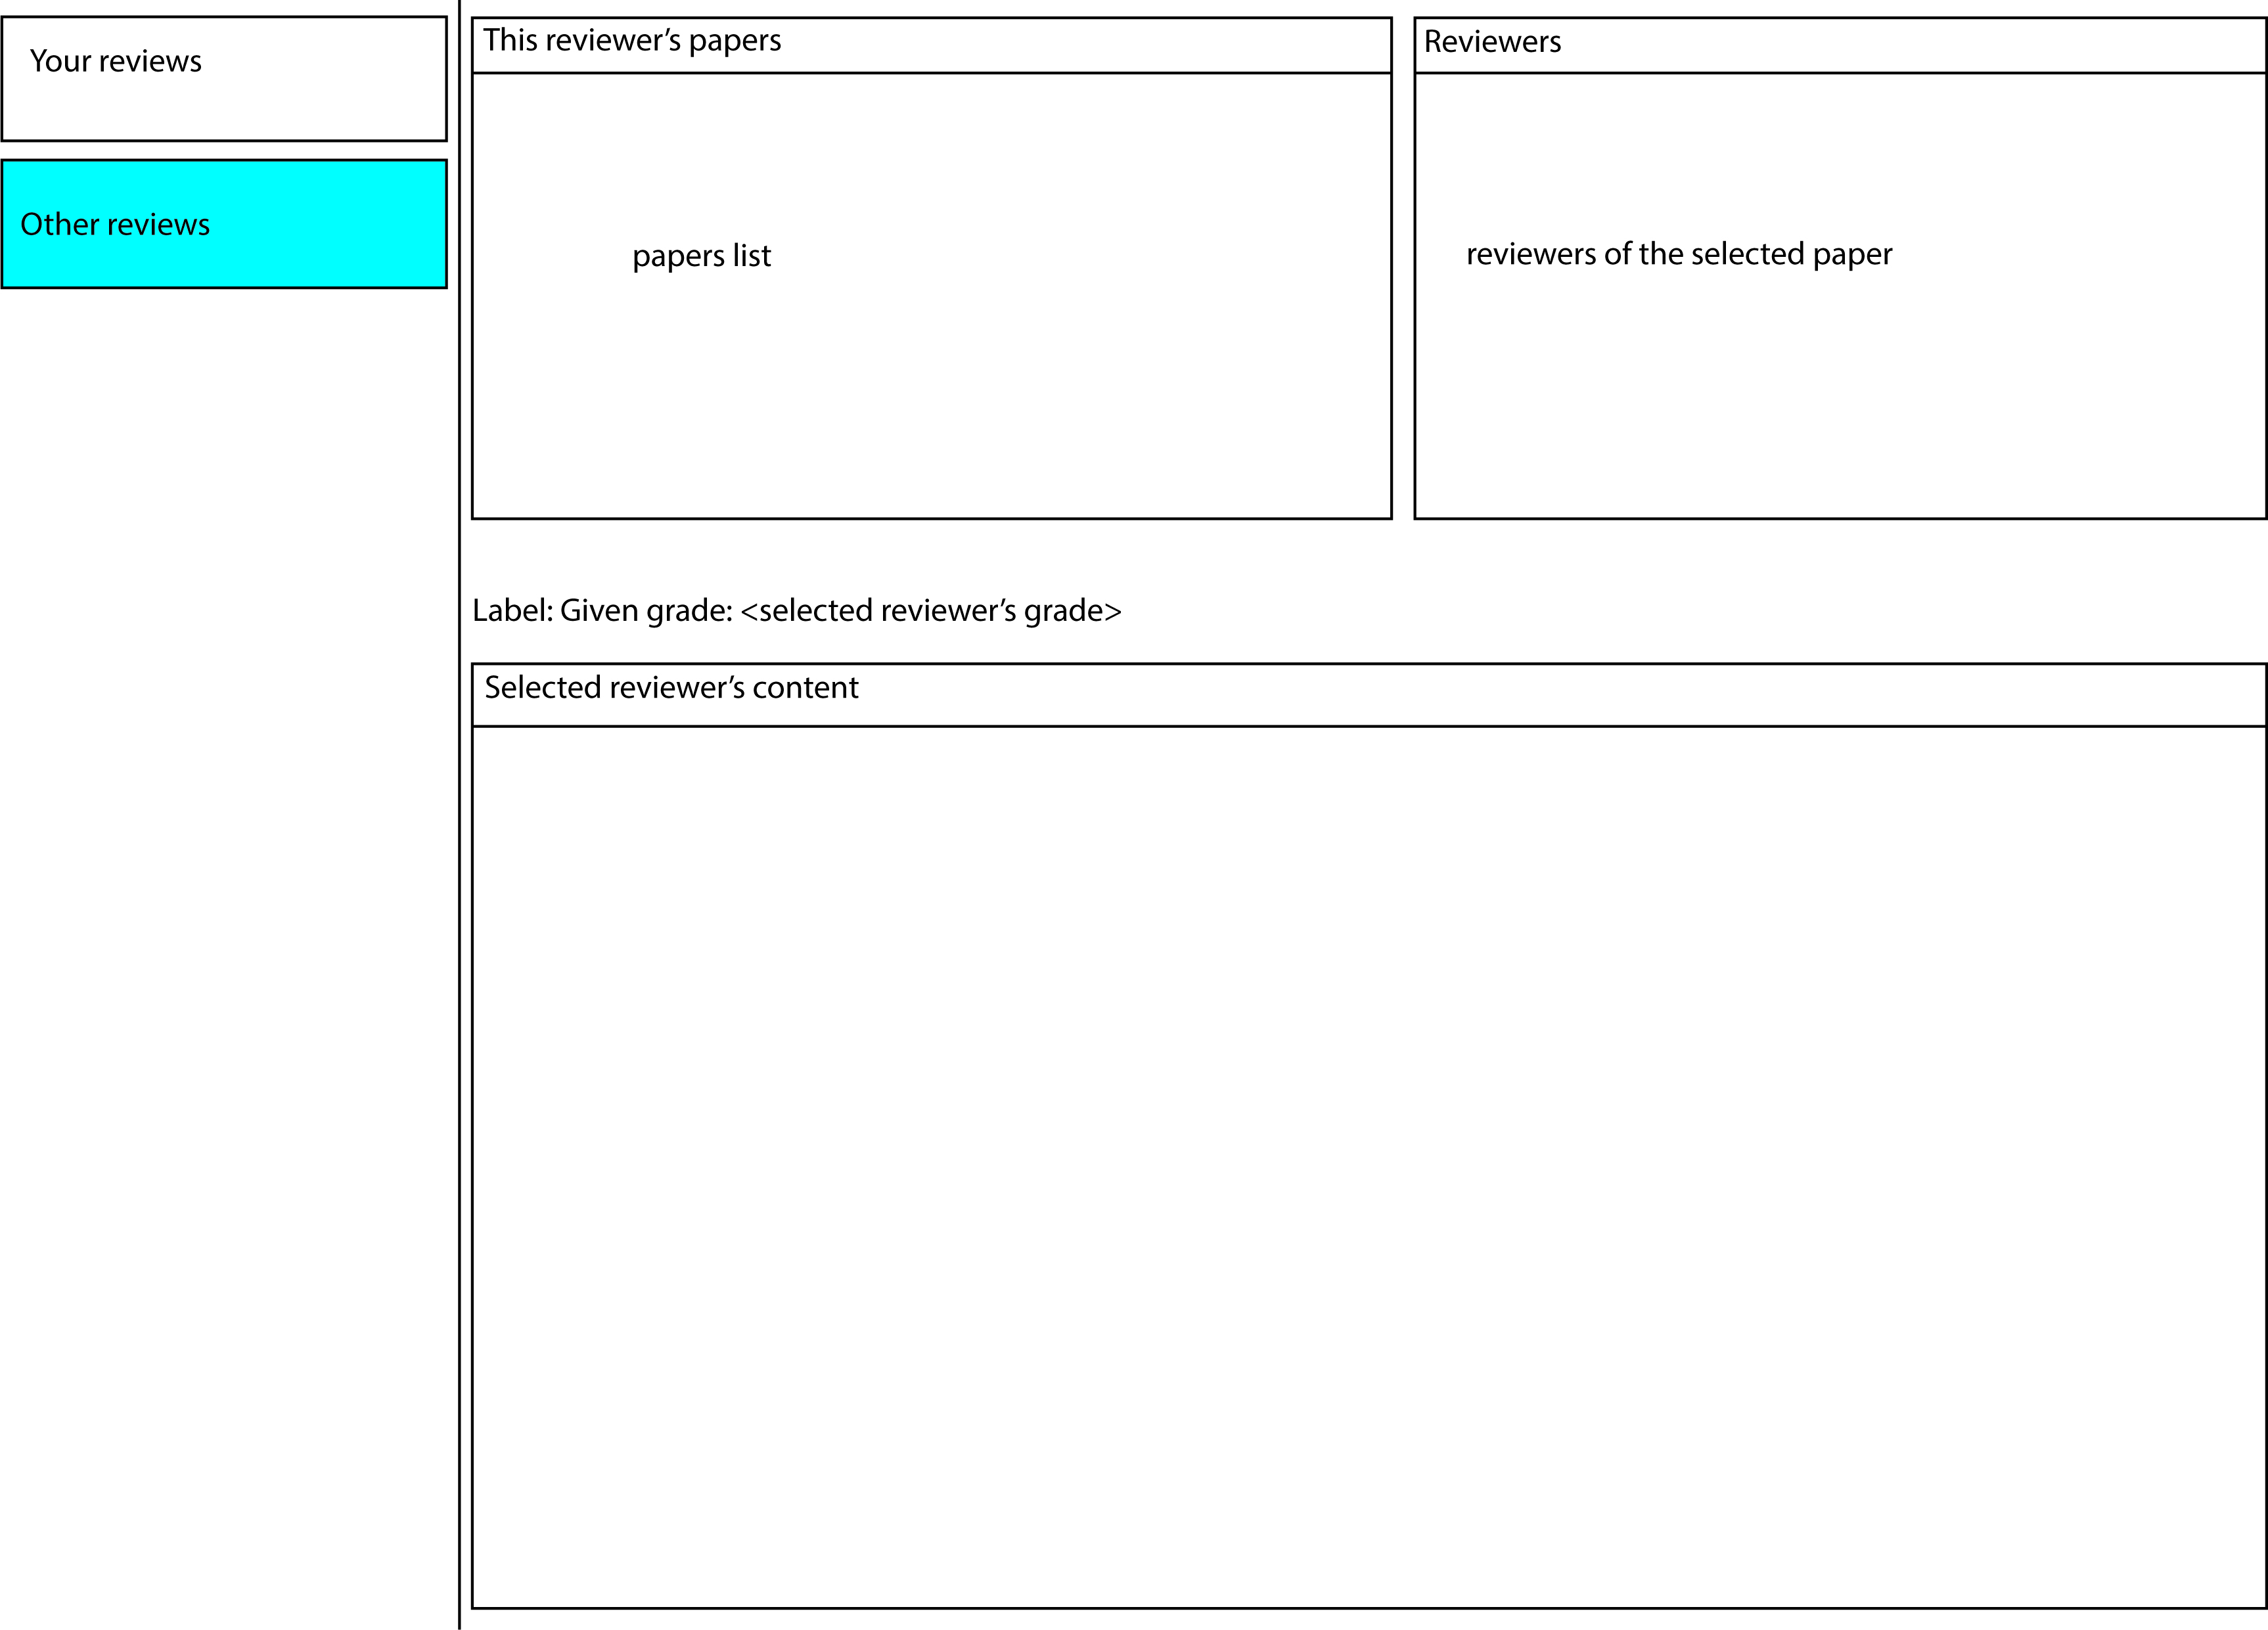 Your reviews
Other reviews
This reviewer’s papers
papers list
Reviewers
reviewers of the selected paper
Label: Given grade: <selected reviewer’s grade>
Selected reviewer’s content